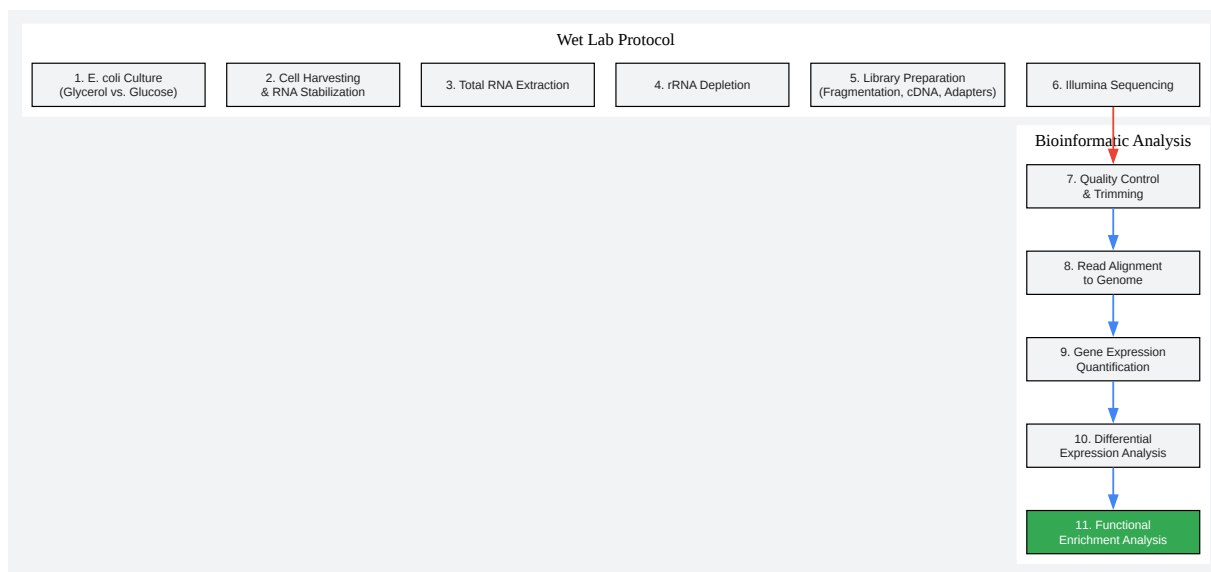 Wet Lab Protocol
1. E. coli Culture
(Glycerol vs. Glucose)
2. Cell Harvesting
& RNA Stabilization
3. Total RNA Extraction
4. rRNA Depletion
5. Library Preparation
(Fragmentation, cDNA, Adapters)
6. Illumina Sequencing
Bioinformatic Analysis
7. Quality Control
& Trimming
8. Read Alignment
to Genome
9. Gene Expression
Quantification
10. Differential
Expression Analysis
11. Functional
Enrichment Analysis